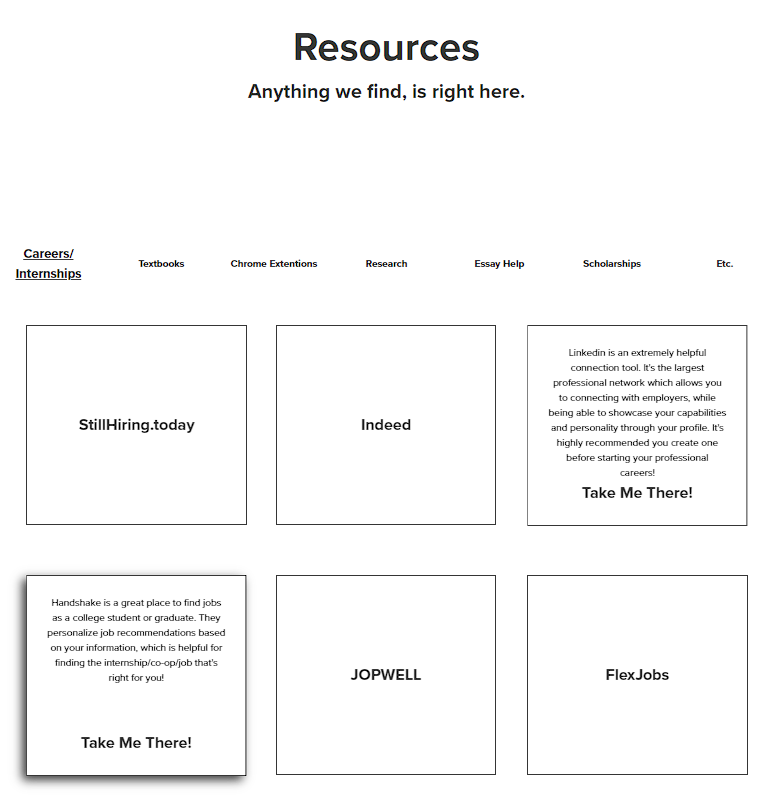 Resources
Anything we find, is right here.
Careers/
Internships
Textbooks
Chrome Extentions
Research
Essay Help
Scholarships
Etc.
StillHiring.today
Indeed
Linkedin is an extremely helpful
connection tool. It's the largest
professional network which allows you
to connecting with employers, while
being able to showcase your capabilities
and personality through your profile. It's
highly recommended you create one
before starting your professional
careers!
Take Me There!
Handshake is a great place to find jobs
as a college student or graduate. They
personalize job recommendations based
on your information, which is helpful for
finding the internship/co-op/job that's
right for you!
Take Me There!
JOPWELL
FlexJobs